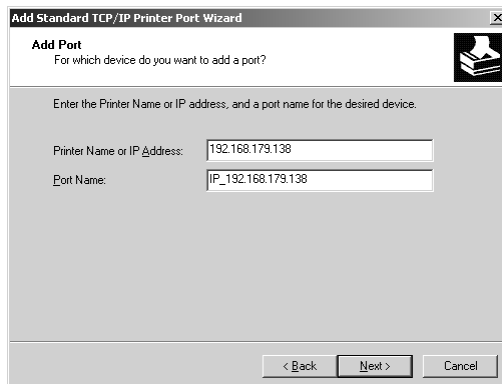 Add Standard TCP/IP Printer Port Wizard
Add Port
For which device do you want to add a port?
Enter the Printer Name or IP address, and a port name for the desired device.
Printer Name or IP Address: 192.168.179.138
Port Name: IP_192.168.179.138
< Back Next > Cancel